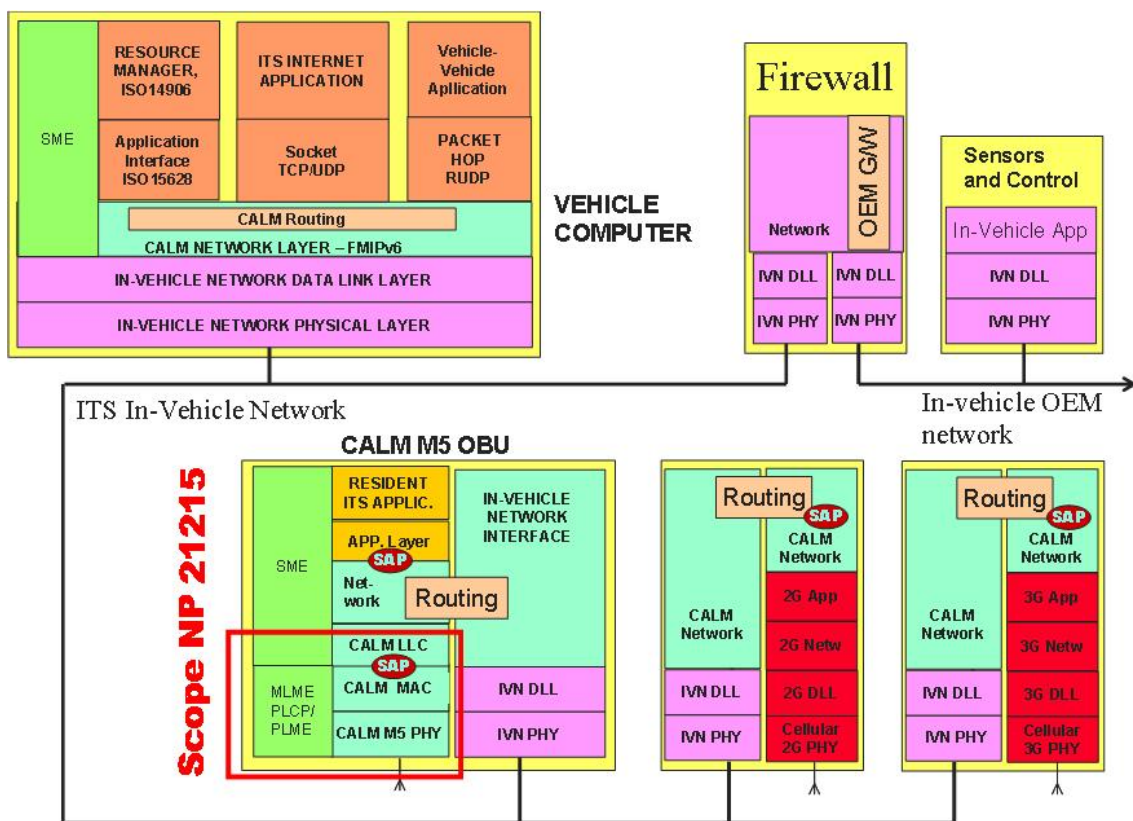 RESOURCE
MANAGER,
ISO14906
ITS INTERNET
APPLICATION
Vehicle-
Vehicle
Apllication
SME
Application
Interface
ISO15628
Socket
TCP/UDP
PACKET
HOP
RUDP
CALM Routing
CALM NETWORK LAYER – FMIPv6
IN-VEHICLE NETWORK DATA LINK LAYER
IN-VEHICLE NETWORK PHYSICAL LAYER
VEHICLE
COMPUTER
Firewall
Network
OEM G/W
IVN DLL
IVN DLL
IVN PHY
IVN PHY
Sensors
and Control
In-Vehicle App
IVN DLL
IVN PHY
ITS In-Vehicle Network
In-vehicle OEM
network
Scope NP 21215
CALM M5 OBU
SME
RESIDENT
ITS APPLIC.
APP. Layer
SAP
Net-
work
Routing
CALM LLC
SAP
CALM MAC
CALM M5 PHY
MLME
PLCP/
PLME
IN-VEHICLE
NETWORK
INTERFACE
IVN DLL
IVN PHY
Routing
SAP
CALM
Network
CALM
Network
IVN DLL
IVN PHY
2G App
2G Netw
2G DLL
Cellular
2G PHY
Routing
SAP
CALM
Network
CALM
Network
IVN DLL
IVN PHY
3G App
3G Netw
3G DLL
Cellular
3G PHY